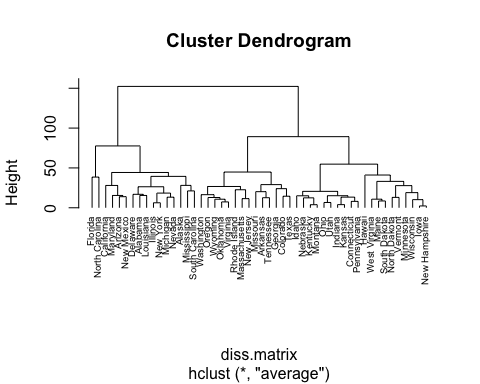 Cluster Dendrogram
Height
0
50
100
Florida
North Carolina
California
Maryland
Arizona
New Mexico
Delaware
Alabama
Louisiana
Illinois
New York
Michigan
Nevada
Alaska
Mississippi
South Carolina
Washington
Oregon
Wyoming
Oklahoma
Virginia
Rhode Island
Massachusetts
New Jersey
Missouri
Arkansas
Tennessee
Georgia
Colorado
Texas
Idaho
Nebraska
Kentucky
Montana
Ohio
Utah
Indiana
Kansas
Connecticut
Pennsylvania
Hawaii
West Virginia
Maine
South Dakota
North Dakota
Vermont
Minnesota
Wisconsin
Iowa
New Hampshire
diss.matrix
hclust (*, "average")